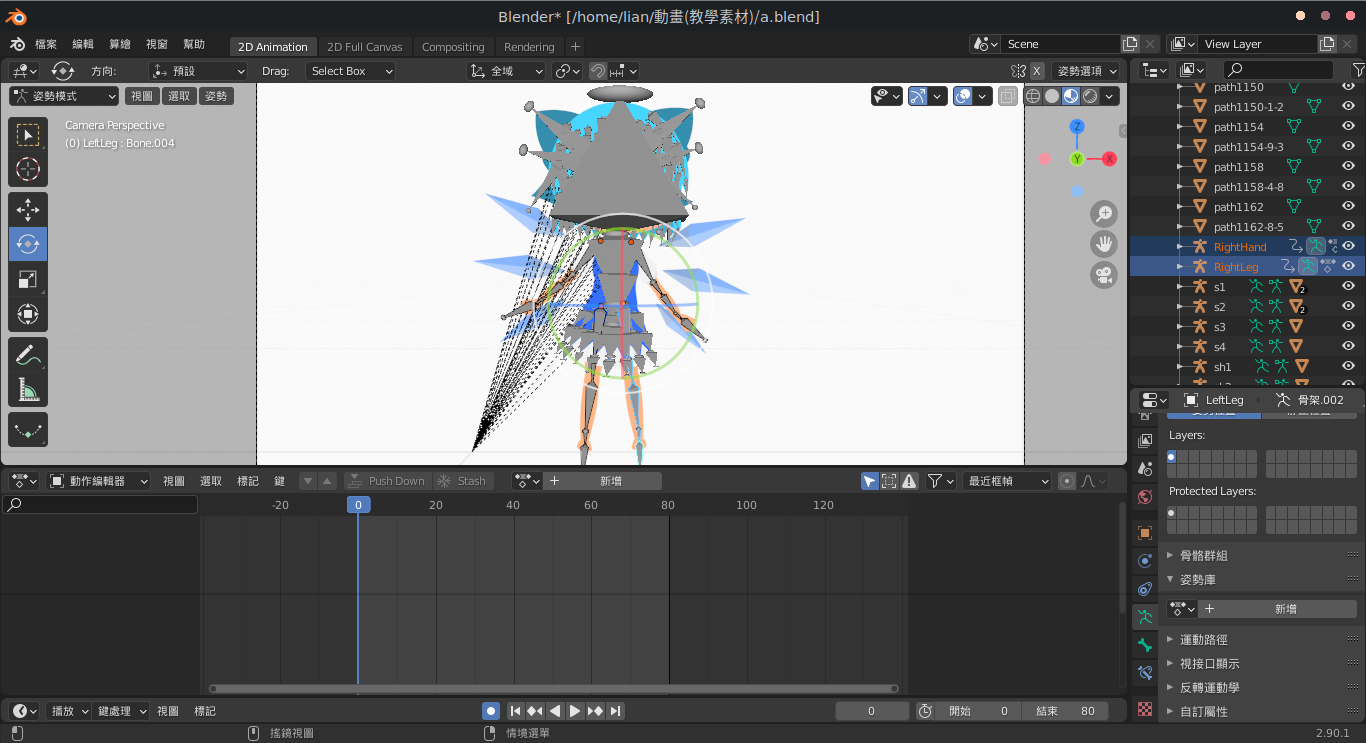 Blender* [/home/lian/動畫(教學素材)/a.blend]
檔案 編輯 算繪 視窗 幫助 2D Animation 2D Full Canvas Compositing Rendering + Scene View Layer
方向: 預設 Drag: Select Box 全域 X 姿勢選項
姿勢模式 視圖 選取 姿勢
Camera Perspective
(0) LeftLeg : Bone.004
Z
Y
X
path1150
path1150-1-2
path1154
path1154-9-3
path1158
path1158-4-8
path1162
path1162-8-5
RightHand
RightLeg
s1 2
s2 2
s3
s4
sh1
LeftLeg 骨架.002
Layers:
Protected Layers:
骨骼群組
姿勢庫
新增
運動路徑
視接口顯示
反轉運動學
自訂屬性
動作編輯器 視圖 選取 標記 鍵 Push Down Stash 新增 最近框幀
-20 0 20 40 60 80 100 120
播放 鍵處理 視圖 標記 0 開始 0 結束 80
搖鏡視圖 情境選單 2.90.1